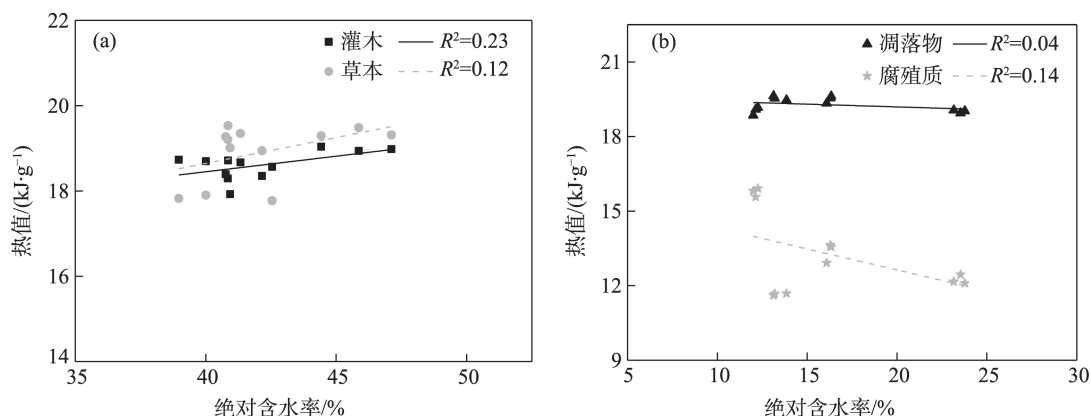 (a)
灌木 R²=0.23
草本 R²=0.12
22
20
18
16
14
热值/(kJ·g⁻¹)
35 40 45 50
绝对含水率/%
(b)
凋落物 R²=0.04
腐殖质 R²=0.14
21
18
15
12
9
热值/(kJ·g⁻¹)
5 10 15 20 25 30
绝对含水率/%